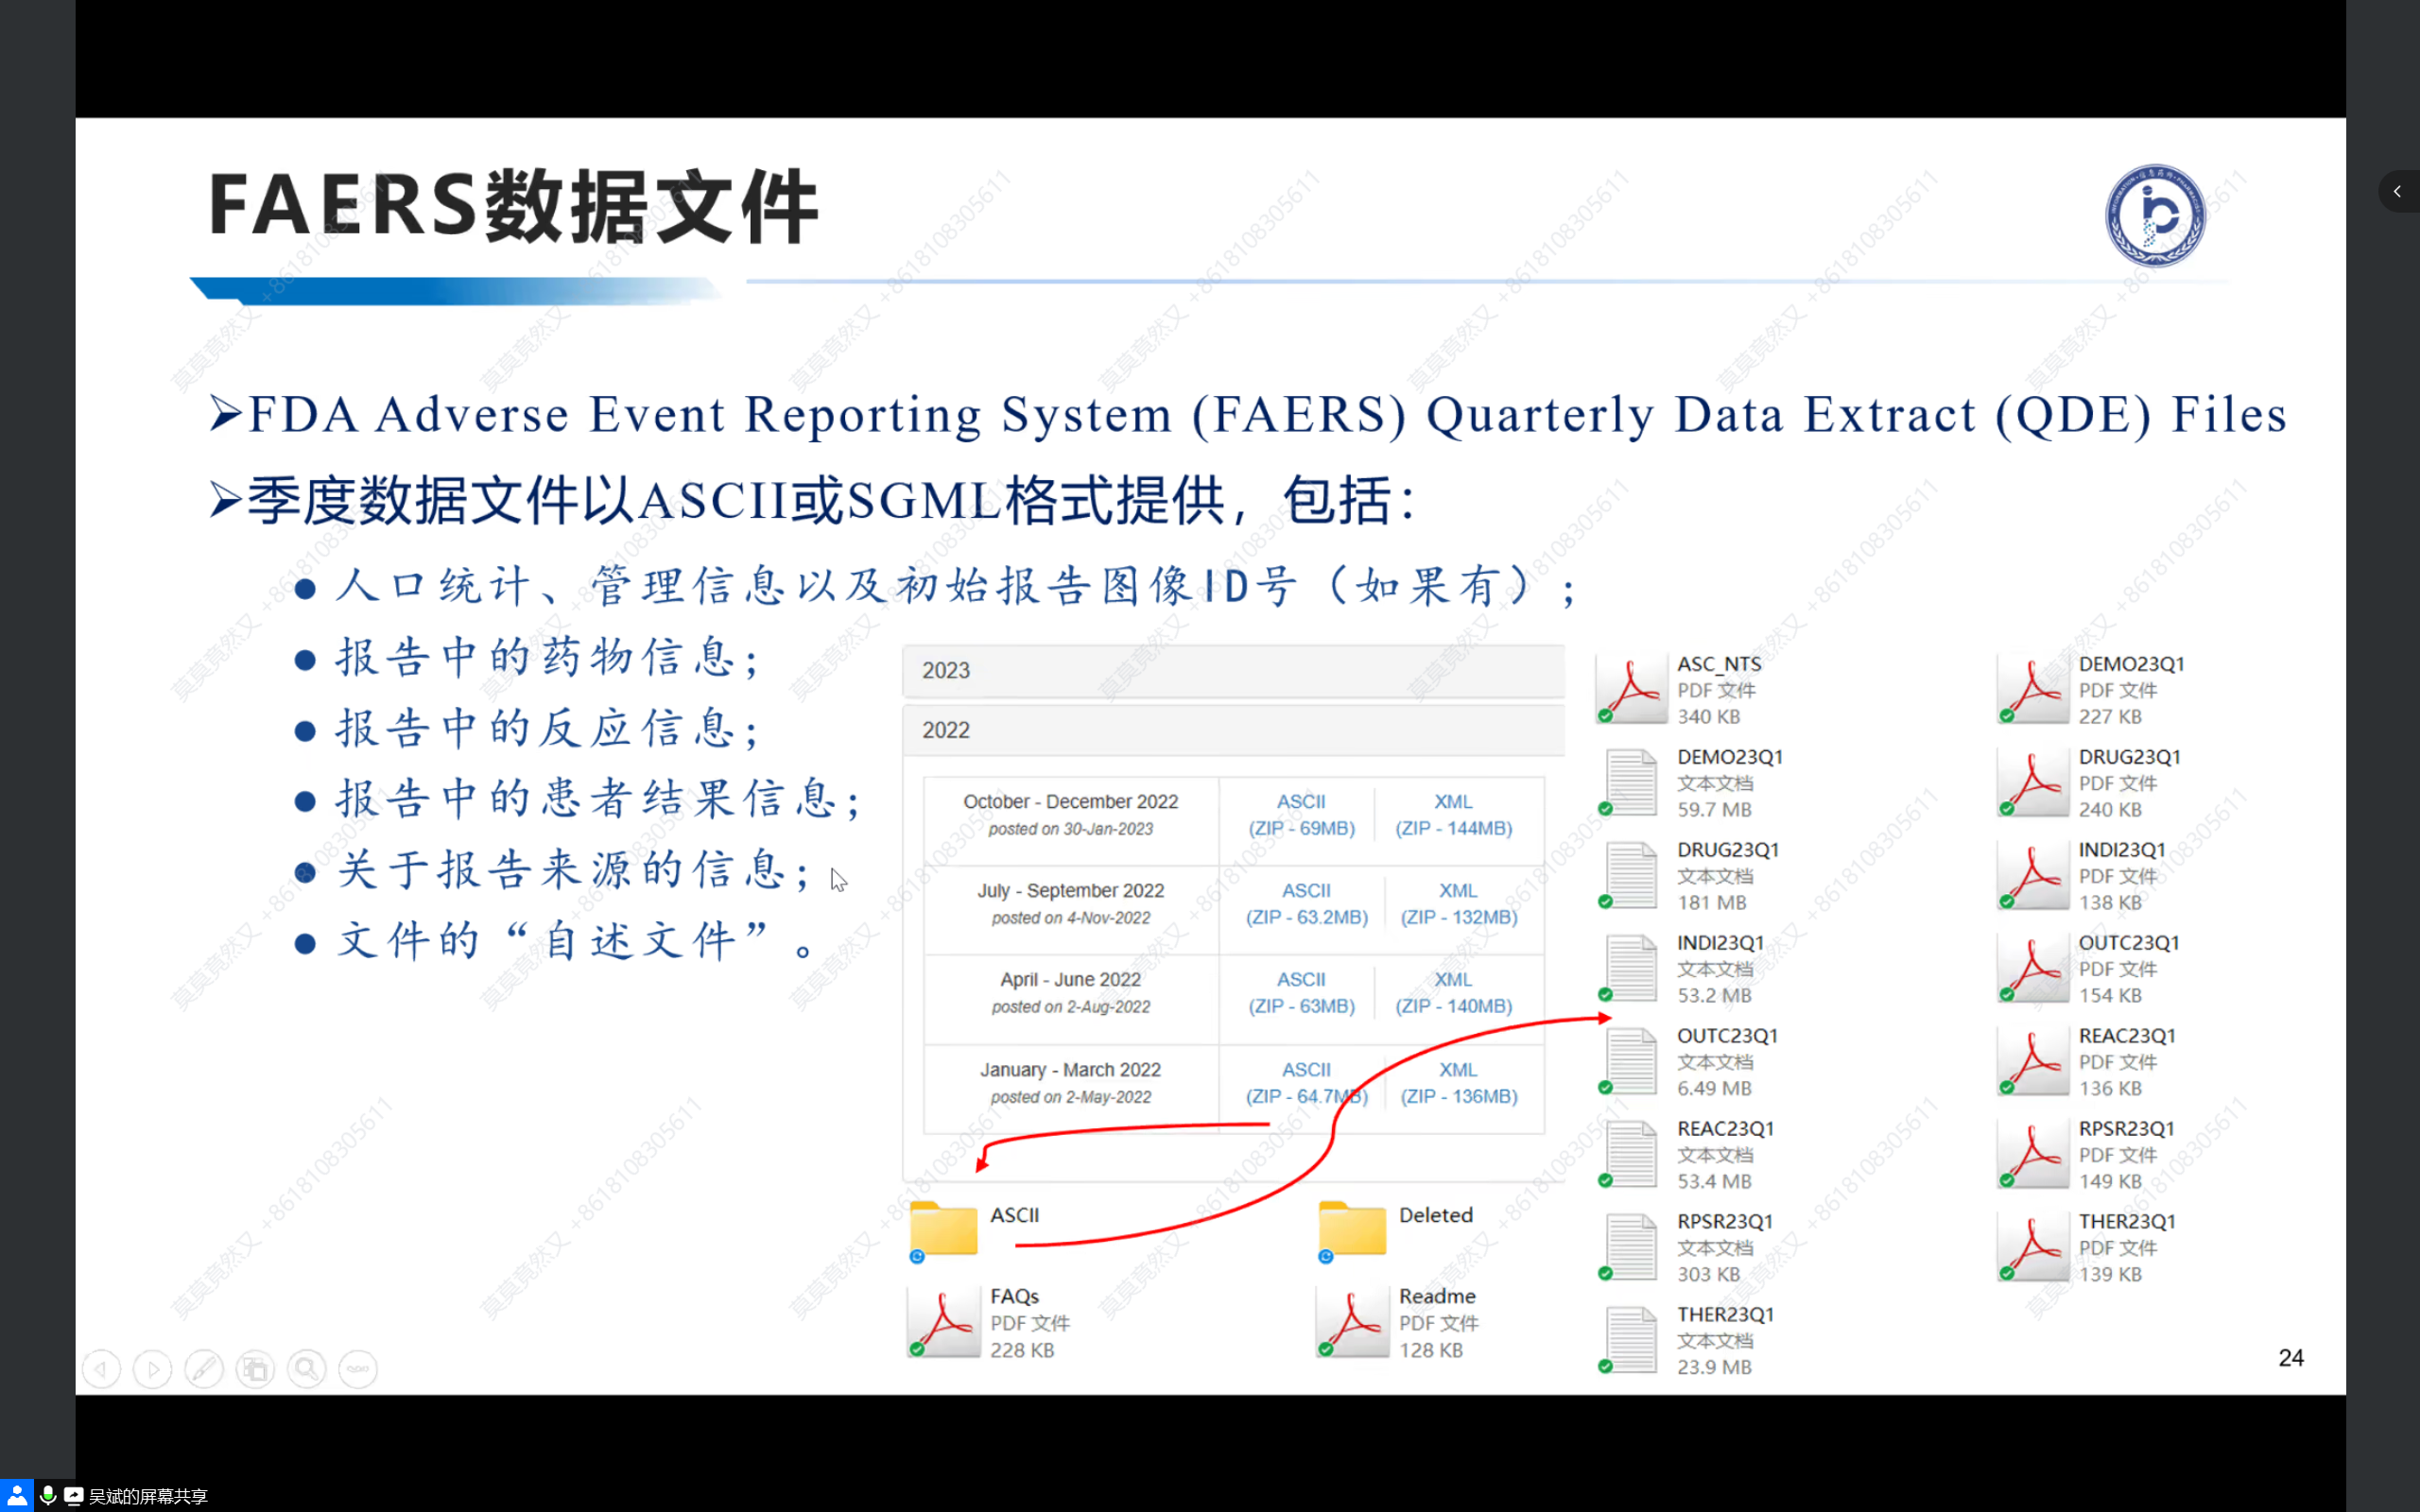 FAERS数据文件
➢FDA Adverse Event Reporting System (FAERS) Quarterly Data Extract (QDE) Files
➢季度数据文件以ASCII或SGML格式提供，包括：
● 人口统计、管理信息以及初始报告图像ID号（如果有）；
● 报告中的药物信息；
● 报告中的反应信息；
● 报告中的患者结果信息；
● 关于报告来源的信息；
● 文件的“自述文件”。
2023
2022
October - December 2022
posted on 30-Jan-2023
ASCII
(ZIP - 69MB)
XML
(ZIP - 144MB)
July - September 2022
posted on 4-Nov-2022
ASCII
(ZIP - 63.2MB)
XML
(ZIP - 132MB)
April - June 2022
posted on 2-Aug-2022
ASCII
(ZIP - 63MB)
XML
(ZIP - 140MB)
January - March 2022
posted on 2-May-2022
ASCII
(ZIP - 64.7MB)
XML
(ZIP - 136MB)
ASCII
Deleted
FAQs
PDF 文件
228 KB
Readme
PDF 文件
128 KB
ASC_NTS
PDF 文件
340 KB
DEMO23Q1
文本文档
59.7 MB
DRUG23Q1
文本文档
181 MB
INDI23Q1
文本文档
53.2 MB
OUTC23Q1
文本文档
6.49 MB
REAC23Q1
文本文档
53.4 MB
RPSR23Q1
文本文档
303 KB
THER23Q1
文本文档
23.9 MB
DEMO23Q1
PDF 文件
227 KB
DRUG23Q1
PDF 文件
240 KB
INDI23Q1
PDF 文件
138 KB
OUTC23Q1
PDF 文件
154 KB
REAC23Q1
PDF 文件
136 KB
RPSR23Q1
PDF 文件
149 KB
THER23Q1
PDF 文件
139 KB
24
莫莫竟然又 +8618108305611
吴斌的屏幕共享